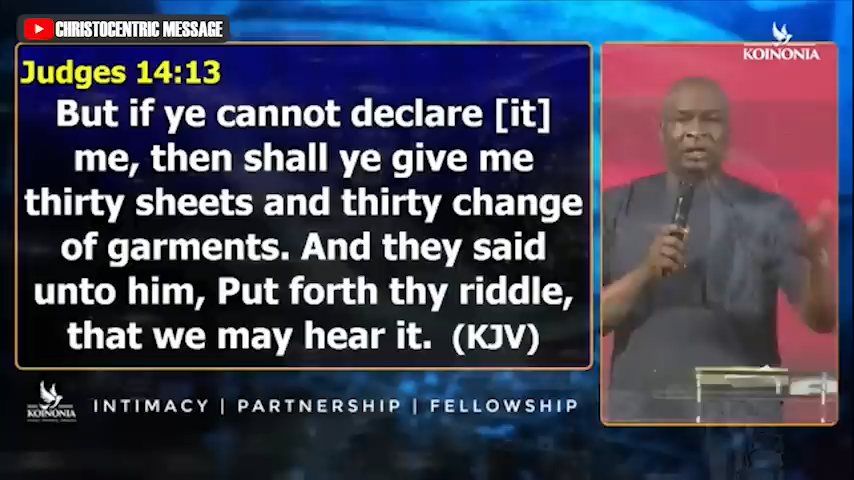 CHRISTOCENTRIC MESSAGE
KOINONIA
Judges 14:13
But if ye cannot declare [it]
me, then shall ye give me
thirty sheets and thirty change
of garments. And they said
unto him, Put forth thy riddle,
that we may hear it. (KJV)
KOINONIA
INTIMACY | PARTNERSHIP | FELLOWSHIP